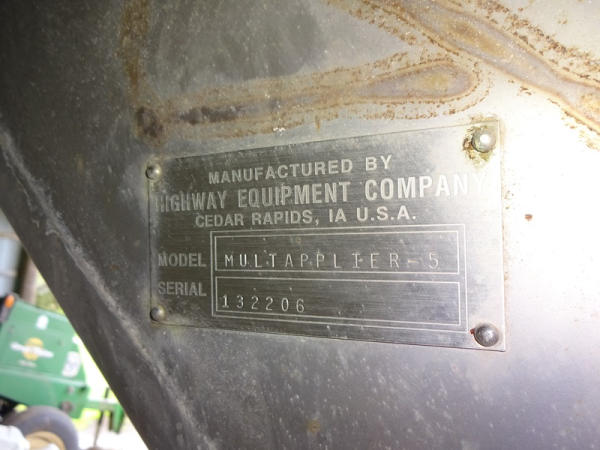 MANUFACTURED BY
HIGHWAY EQUIPMENT COMPANY
CEDAR RAPIDS, IA U.S.A.
MODEL MULTAPPLIER-5
SERIAL 132206